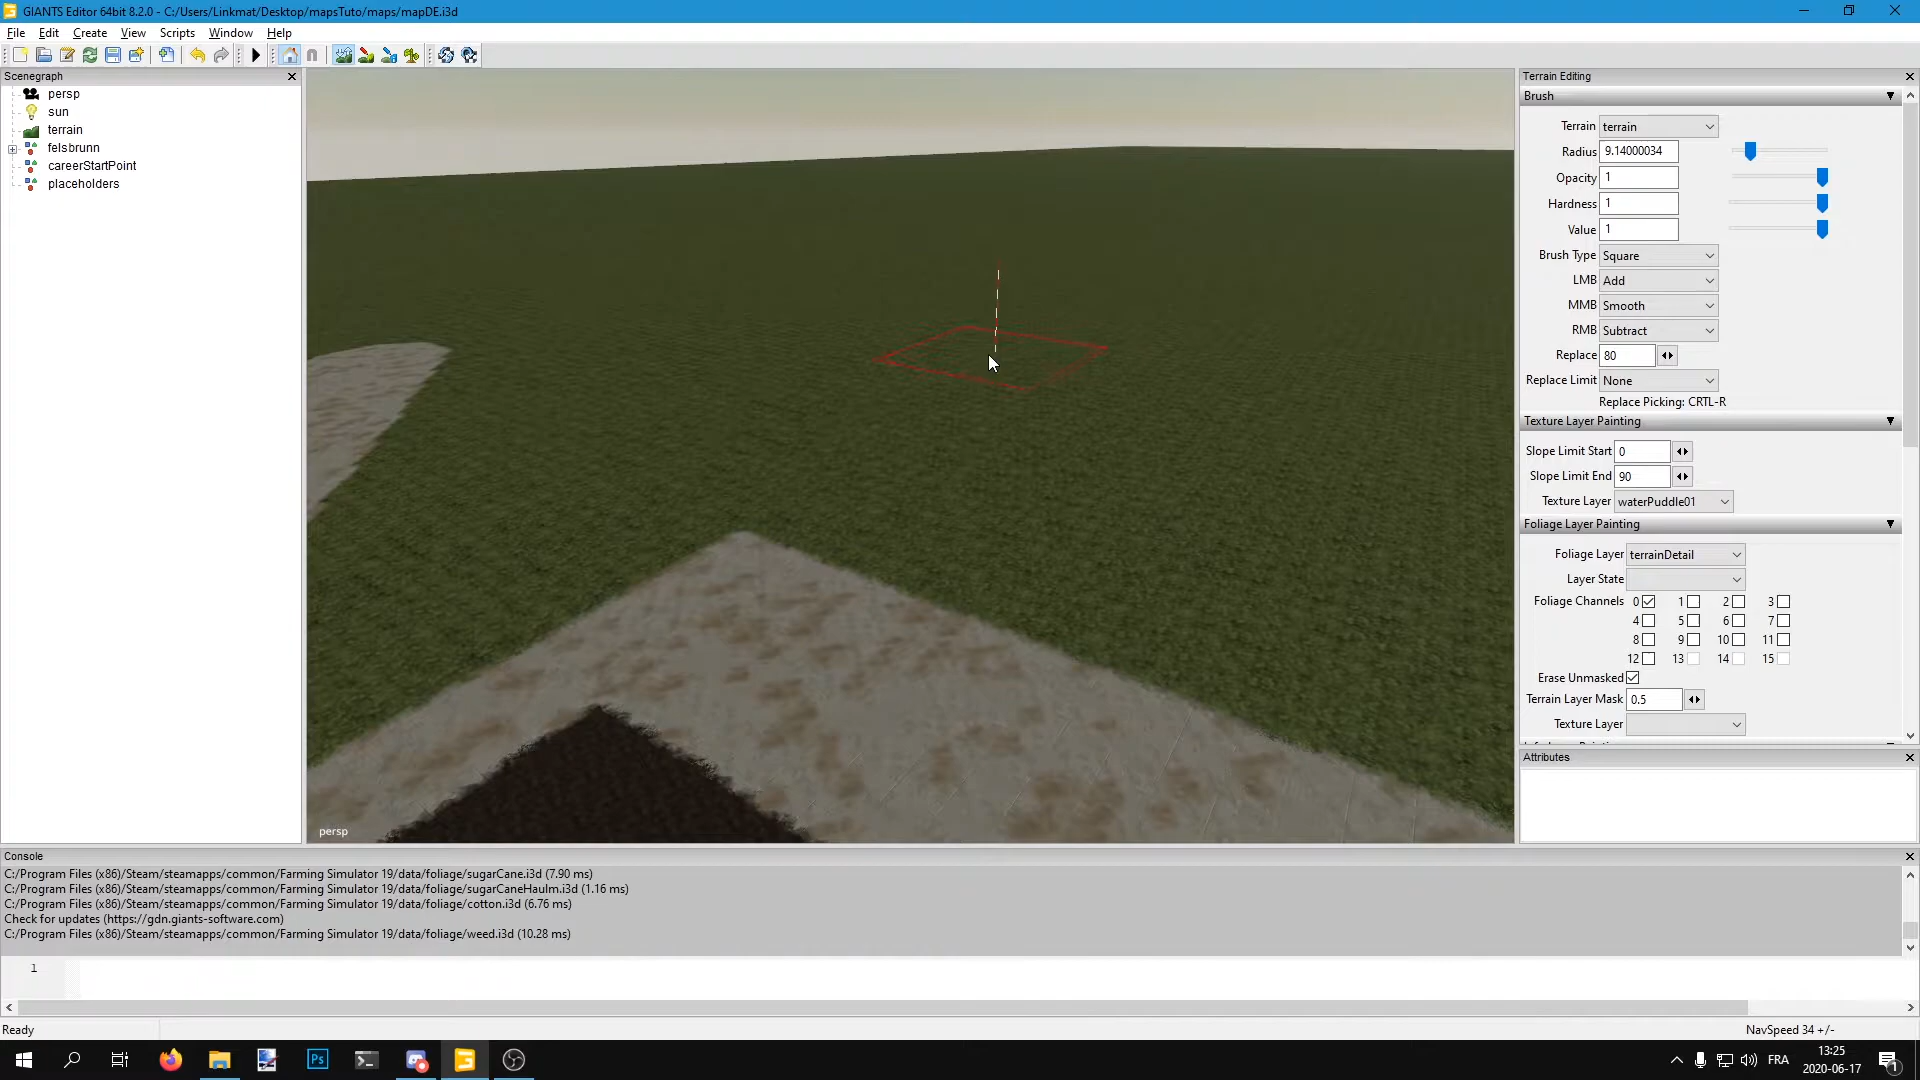 GIANTS Editor 64bit 8.2.0 - C:/Users/Linkmat/Desktop/mapsTuto/maps/mapDE.i3d
File Edit Create View Scripts Window Help
Scenegraph
persp
sun
terrain
felsbrunn
careerStartPoint
placeholders
persp
Terrain Editing
Brush
Terrain terrain
Radius 9.14000034
Opacity 1
Hardness 1
Value 1
Brush Type Square
LMB Add
MMB Smooth
RMB Subtract
Replace 80
Replace Limit None
Replace Picking: CRTL-R
Texture Layer Painting
Slope Limit Start 0
Slope Limit End 90
Texture Layer waterPuddle01
Foliage Layer Painting
Foliage Layer terrainDetail
Layer State
Foliage Channels 0 1 2 3
4 5 6 7
8 9 10 11
12 13 14 15
Erase Unmasked
Terrain Layer Mask 0.5
Texture Layer
Attributes
Console
C:/Program Files (x86)/Steam/steamapps/common/Farming Simulator 19/data/foliage/sugarCane.i3d (7.90 ms)
C:/Program Files (x86)/Steam/steamapps/common/Farming Simulator 19/data/foliage/sugarCaneHaulm.i3d (1.16 ms)
C:/Program Files (x86)/Steam/steamapps/common/Farming Simulator 19/data/foliage/cotton.i3d (6.76 ms)
Check for updates (https://gdn.giants-software.com)
C:/Program Files (x86)/Steam/steamapps/common/Farming Simulator 19/data/foliage/weed.i3d (10.28 ms)
1
Ready
NavSpeed 34 +/-
Ps
FRA
13:25
2020-06-17
1